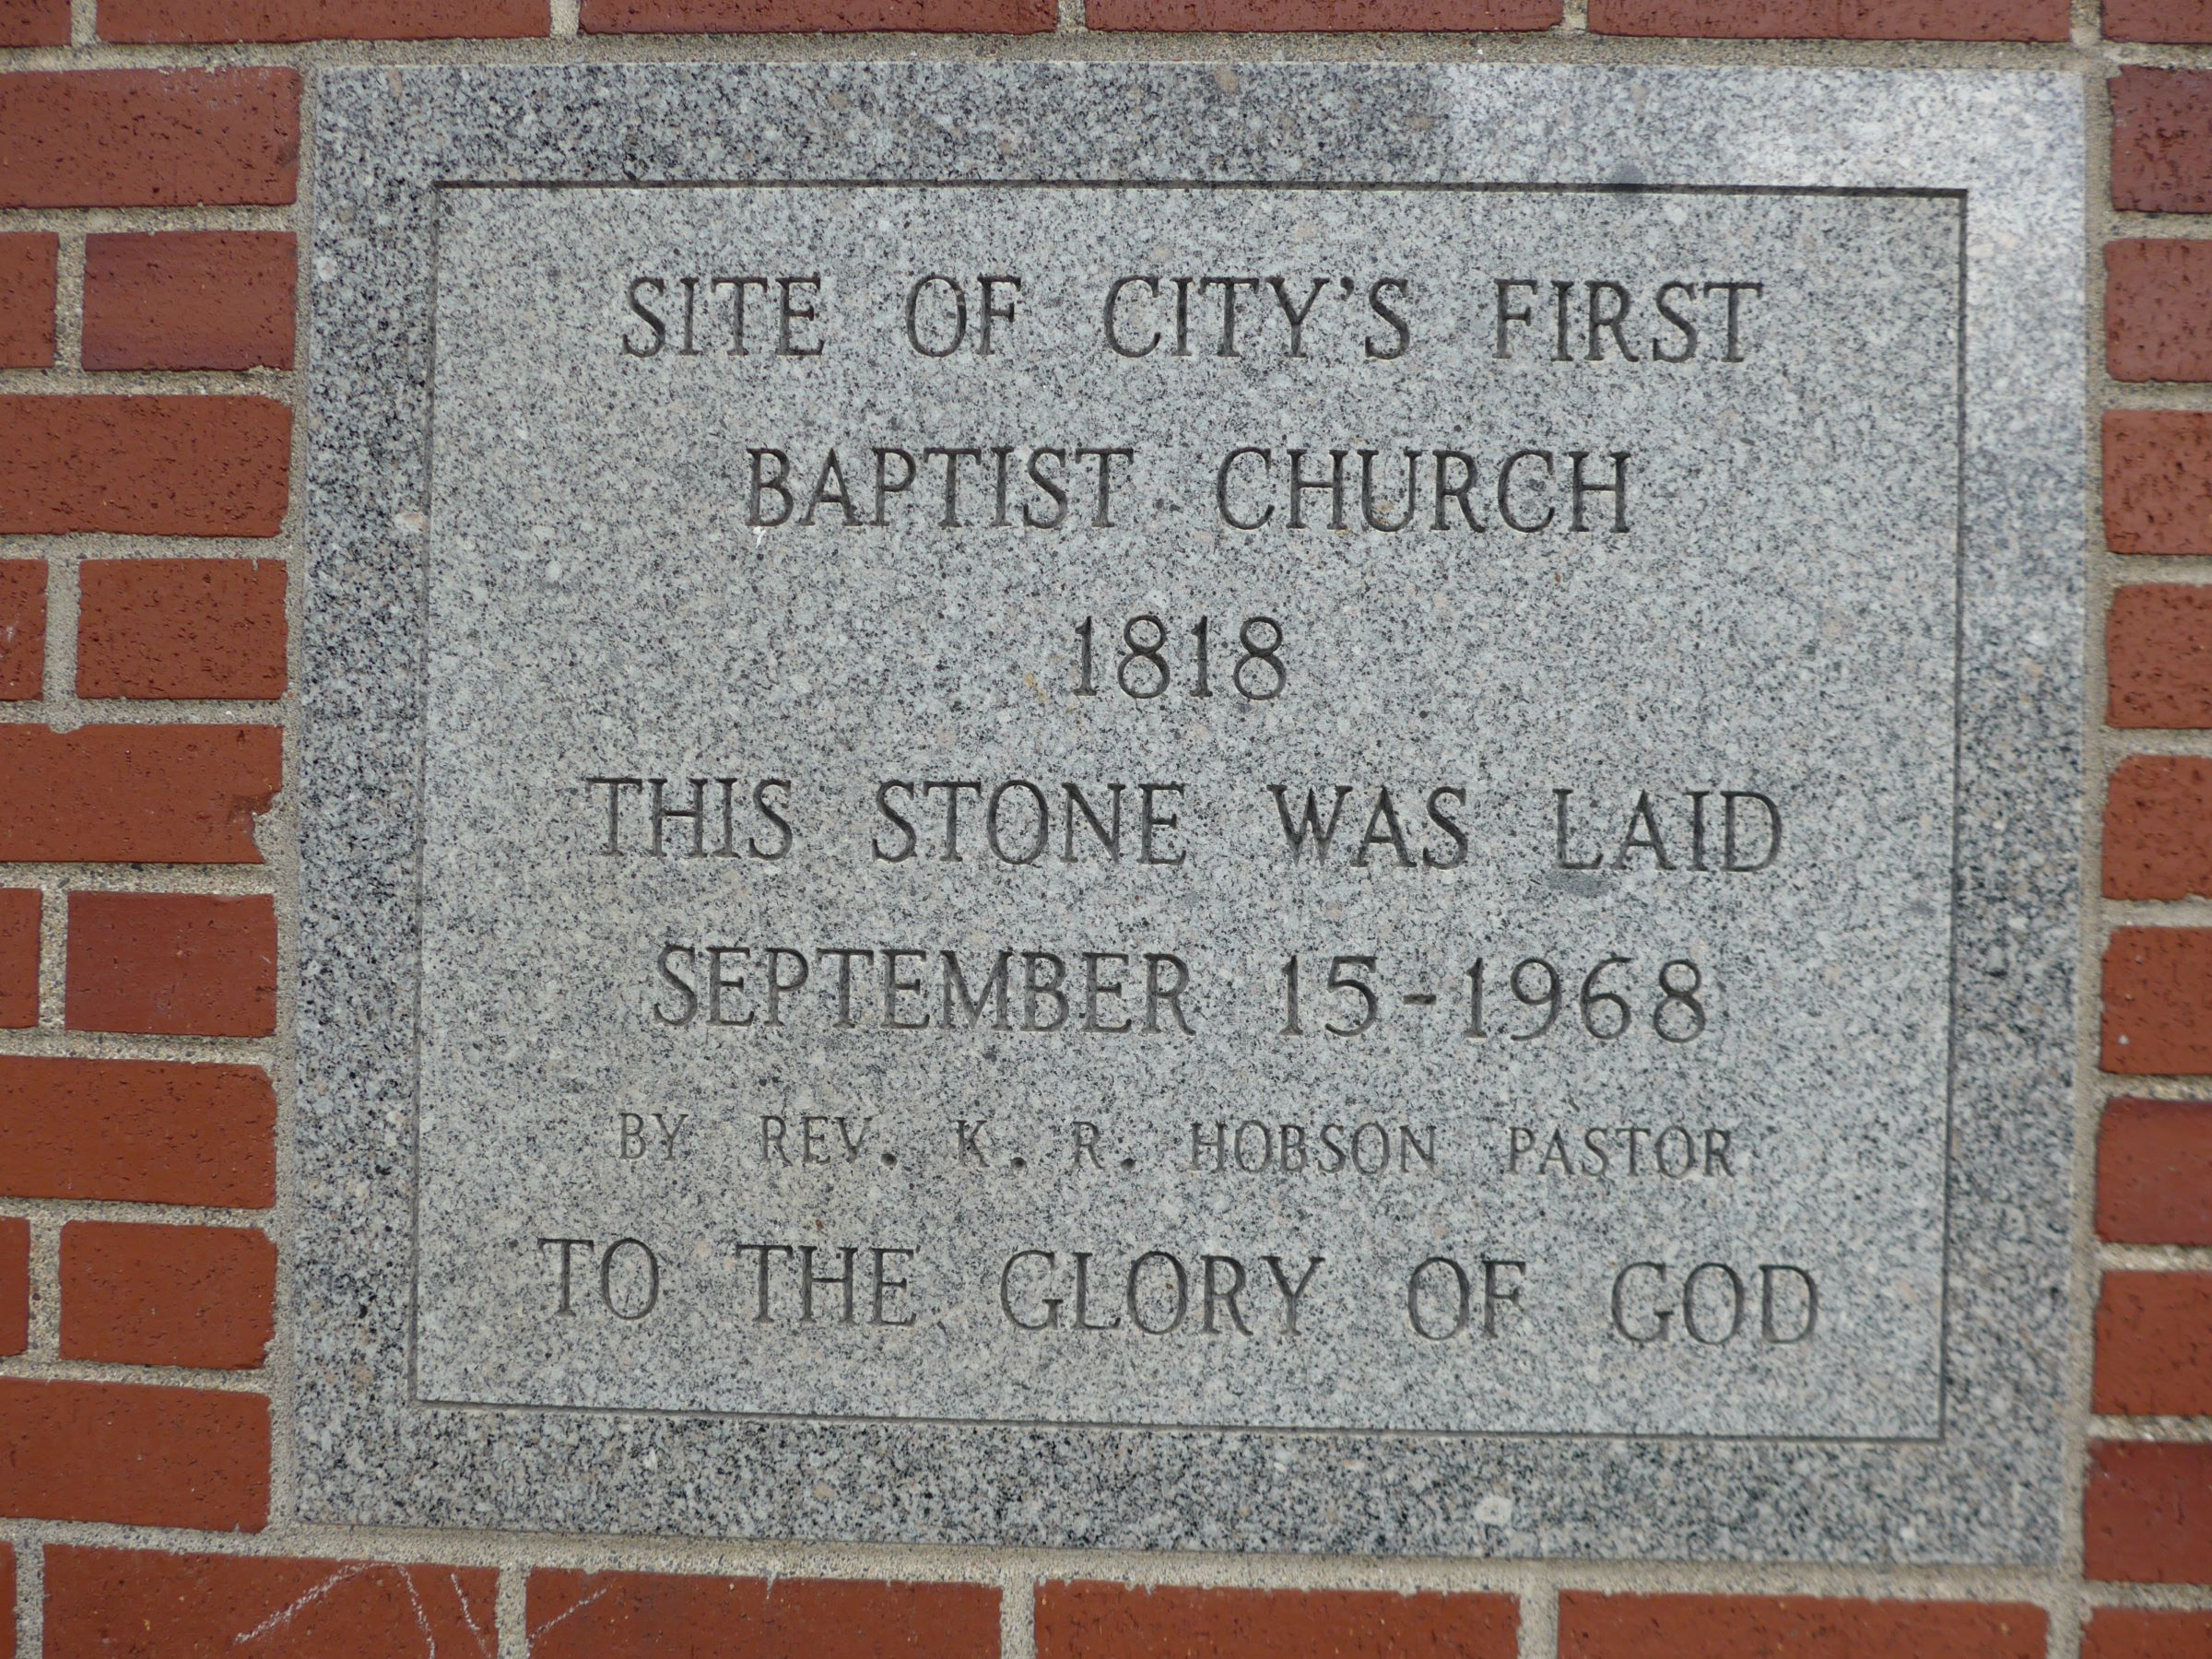 SITE OF CITY'S FIRST
BAPTIST CHURCH
1818
THIS STONE WAS LAID
SEPTEMBER 15-1968
BY REV. K. R. HOBSON PASTOR
TO THE GLORY OF GOD